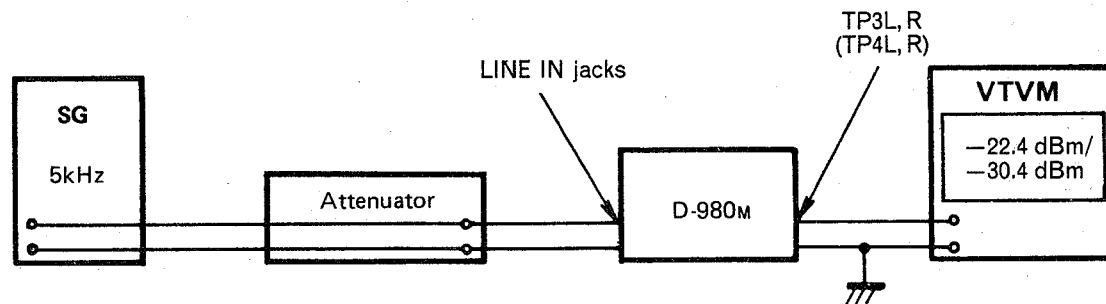 TP3L, R
(TP4L, R)
LINE IN jacks
SG
5kHz
Attenuator
D-980M
VTVM
—22.4 dBm/
—30.4 dBm